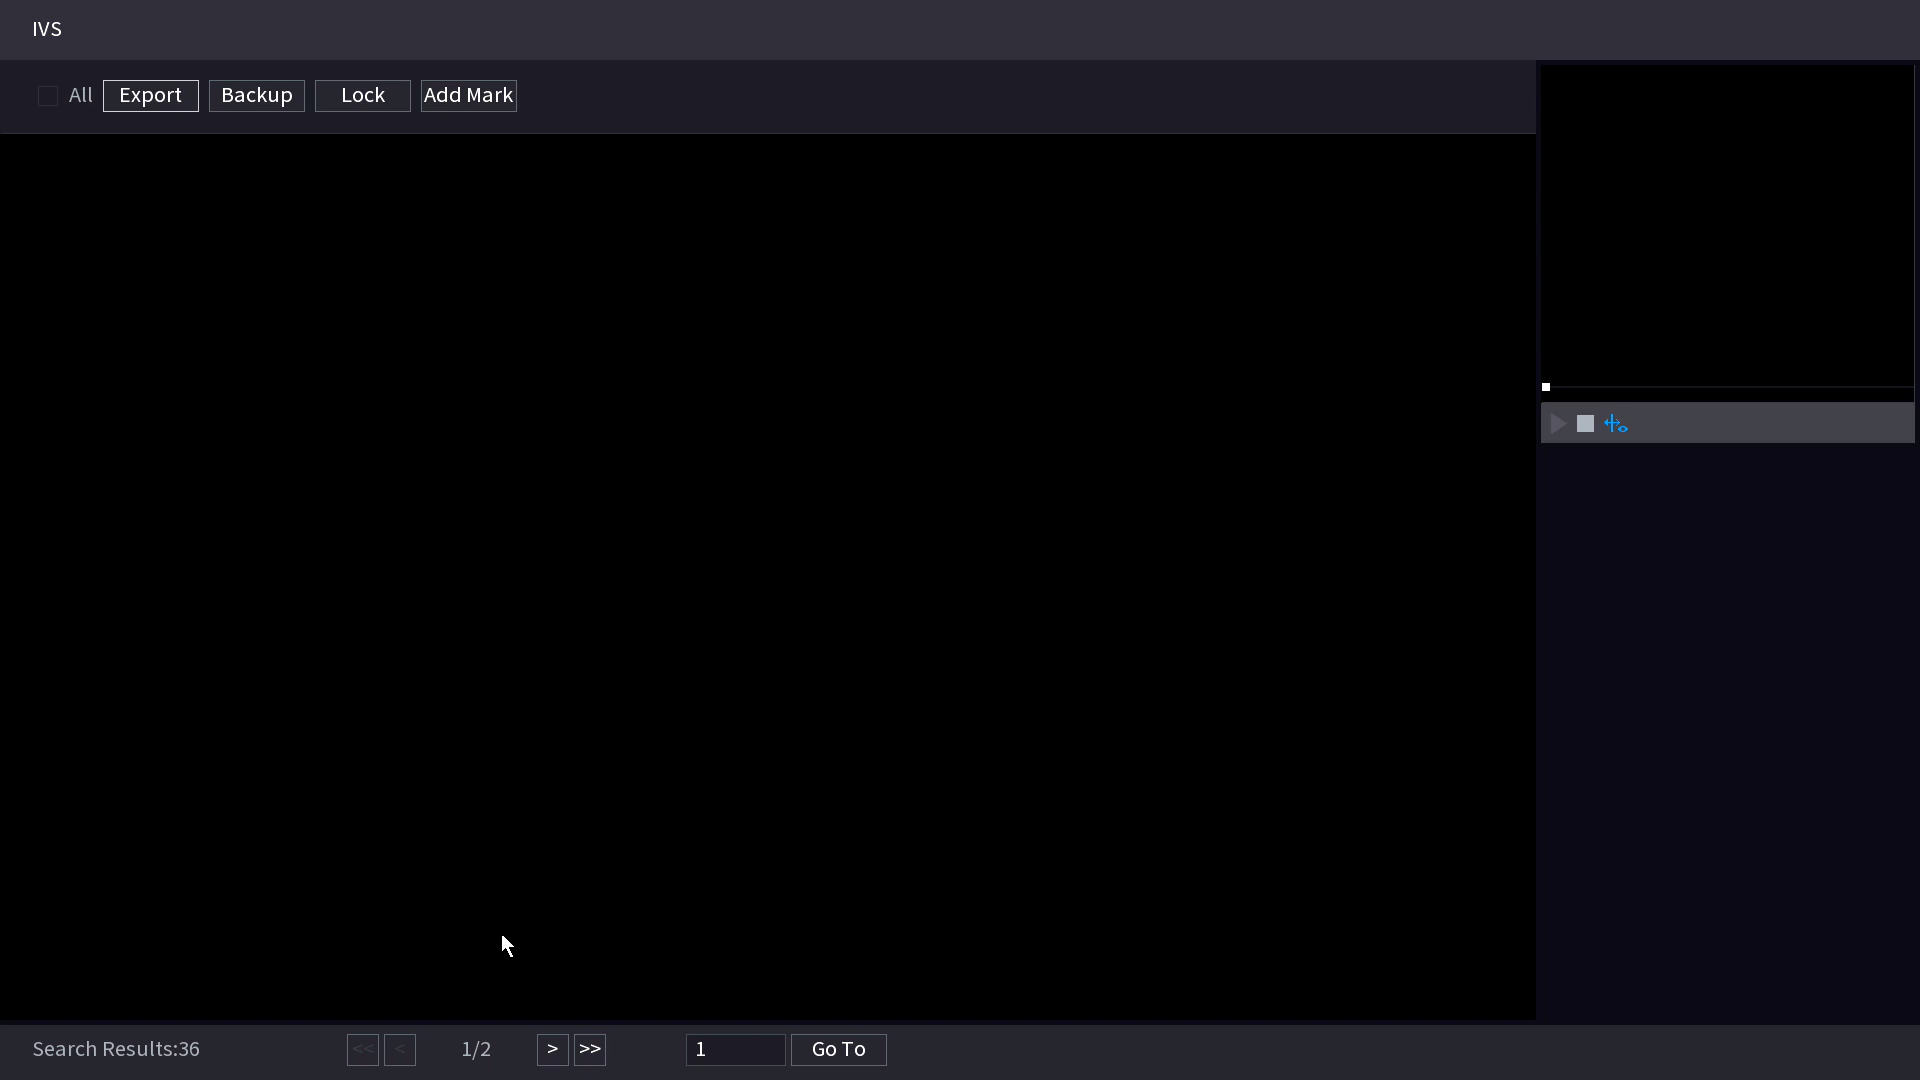 IVS
All Export Backup Lock Add Mark
Search Results:36 << < 1/2 > >> 1 Go To